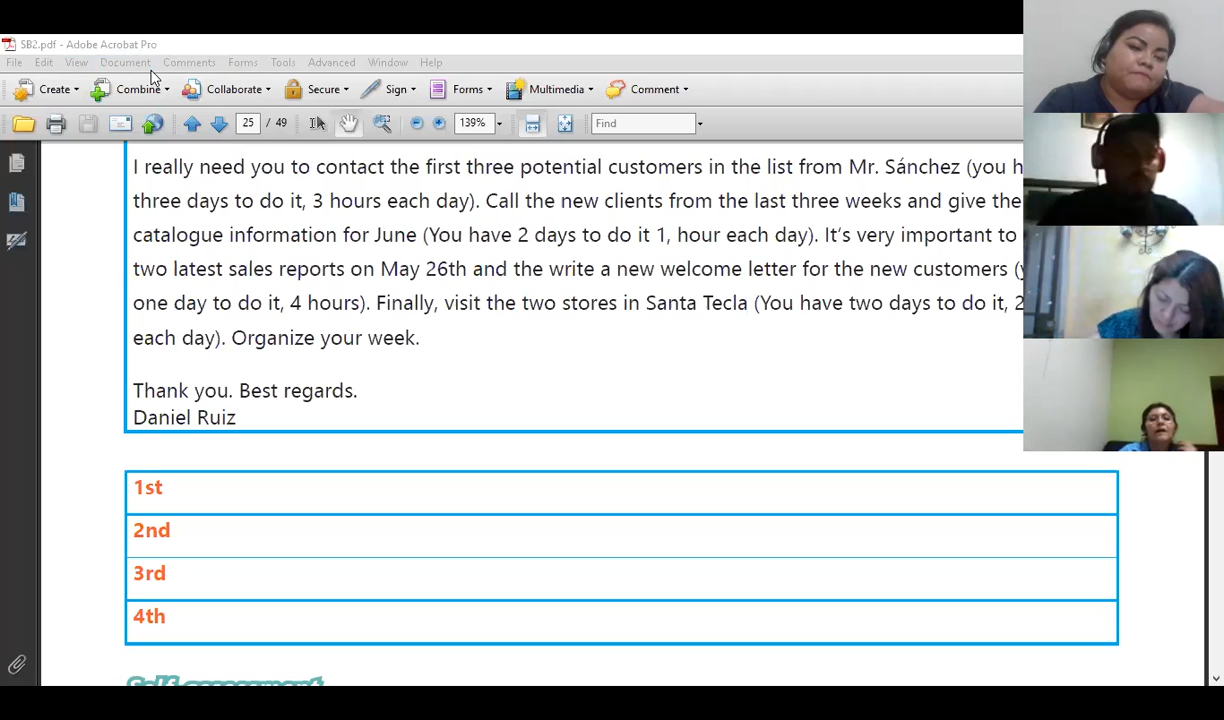 SB2.pdf - Adobe Acrobat Pro
File Edit View Document Comments Forms Tools Advanced Window Help
Create Combine Collaborate Secure Sign Forms Multimedia Comment
25 / 49 139% Find
I really need you to contact the first three potential customers in the list from Mr. Sánchez (you h
three days to do it, 3 hours each day). Call the new clients from the last three weeks and give the
catalogue information for June (You have 2 days to do it 1, hour each day). It's very important to
two latest sales reports on May 26th and the write a new welcome letter for the new customers (
one day to do it, 4 hours). Finally, visit the two stores in Santa Tecla (You have two days to do it, 2
each day). Organize your week.
Thank you. Best regards.
Daniel Ruiz
1st
2nd
3rd
4th
Self-assessment